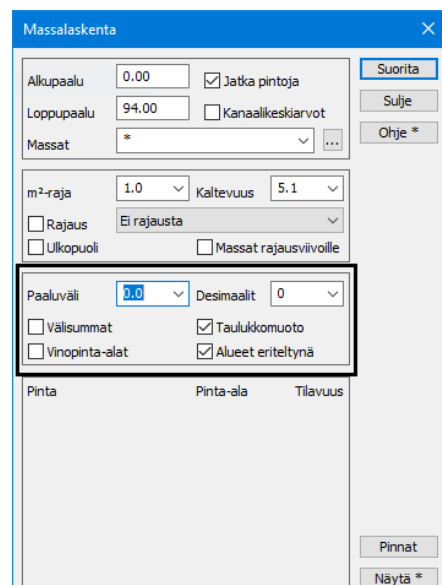 Massalaskenta
Alkupaalu 0.00 Jatka pintoja Suorita
Loppupaalu 94.00 Kanaalikeskiarvot Sulje
Massat * ... Ohje *
m²-raja 1.0 Kaltevuus 5.1
Rajaus Ei rajausta
Ulkopuoli Massat rajausviivoille
Paaluväli 0.0 Desimaalit 0
Välisummat Taulukkomuoto
Vinopinta-alat Alueet eriteltynä
Pinta Pinta-ala Tilavuus
Pinnat
Näytä *